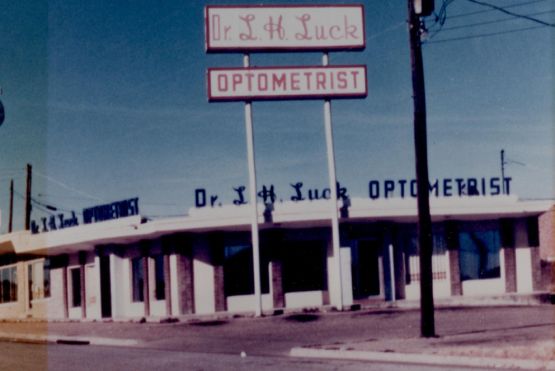 Dr. L. H. Luck
OPTOMETRIST
Dr. L. H. Luck OPTOMETRIST
Dr. L. H. Luck OPTOMETRIST